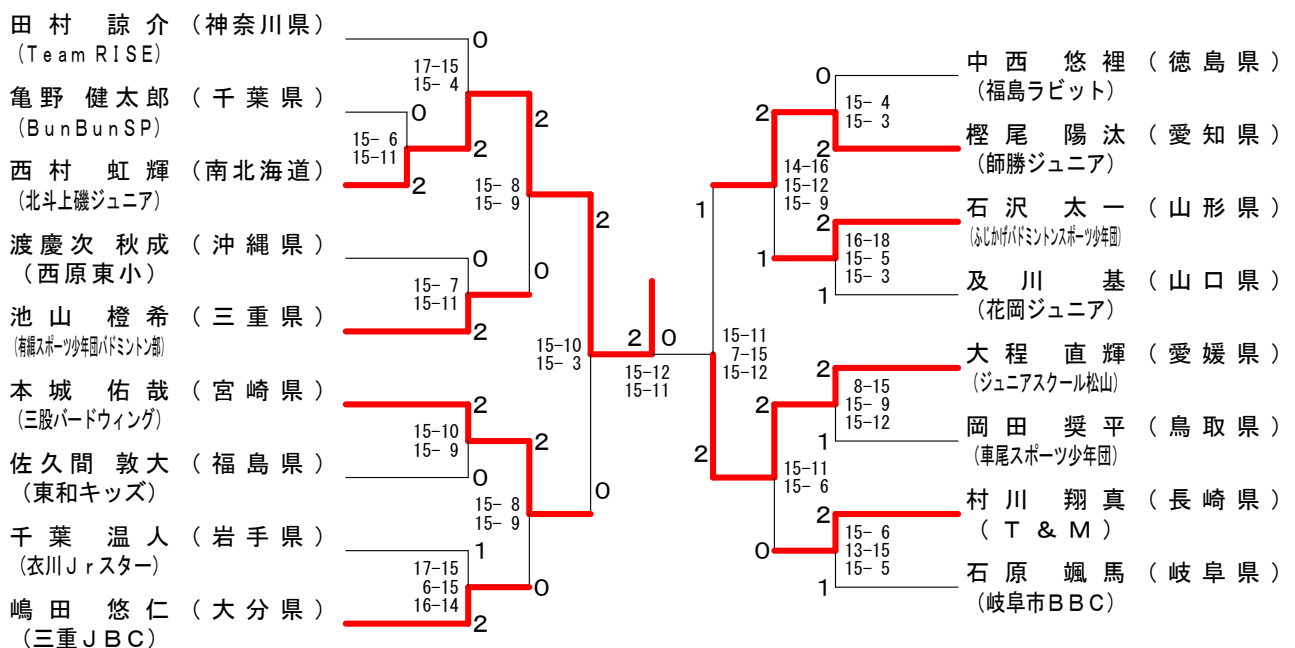 田村 諒介 (神奈川県)
(Team RISE)
0
17-15
15- 4
亀野 健太郎 (千葉県)
(BunBunSP)
0
2
15- 6
15-11
2
西村 虹輝 (南北海道)
(北斗上磯ジュニア)
2
15- 8
15- 9
2
渡慶次 秋成 (沖縄県)
(西原東小)
0
0
15- 7
15-11
池山 橙希 (三重県)
(有緝スポーツ少年団バドミントン部)
2
15-10
15- 3
2
0
15-12
15-11
本城 佑哉 (宮崎県)
(三股バードウィング)
2
15-10
15- 9
2
佐久間 敦大 (福島県)
(東和キッズ)
0
15- 8
15- 9
0
千葉 温人 (岩手県)
(衣川Jrスター)
1
17-15
6-15
16-14
0
嶋田 悠仁 (大分県)
(三重JBC)
2
中西 悠裡 (徳島県)
(福島ラビット)
0
2
15- 4
15- 3
樫尾 陽汰 (愛知県)
(師勝ジュニア)
2
14-16
15-12
15- 9
1
石沢 太一 (山形県)
(ふじかげバドミントンスポーツ少年団)
2
1
16-18
15- 5
15- 3
及川 基 (山口県)
(花岡ジュニア)
1
15-11
7-15
15-12
大程 直輝 (愛媛県)
(ジュニアスクール松山)
2
2
8-15
15- 9
15-12
岡田 奨平 (鳥取県)
(車尾スポーツ少年団)
1
2
15-11
15- 6
村川 翔真 (長崎県)
(T&M)
2
0
15- 6
13-15
15- 5
石原 颯馬 (岐阜県)
(岐阜市BBC)
1